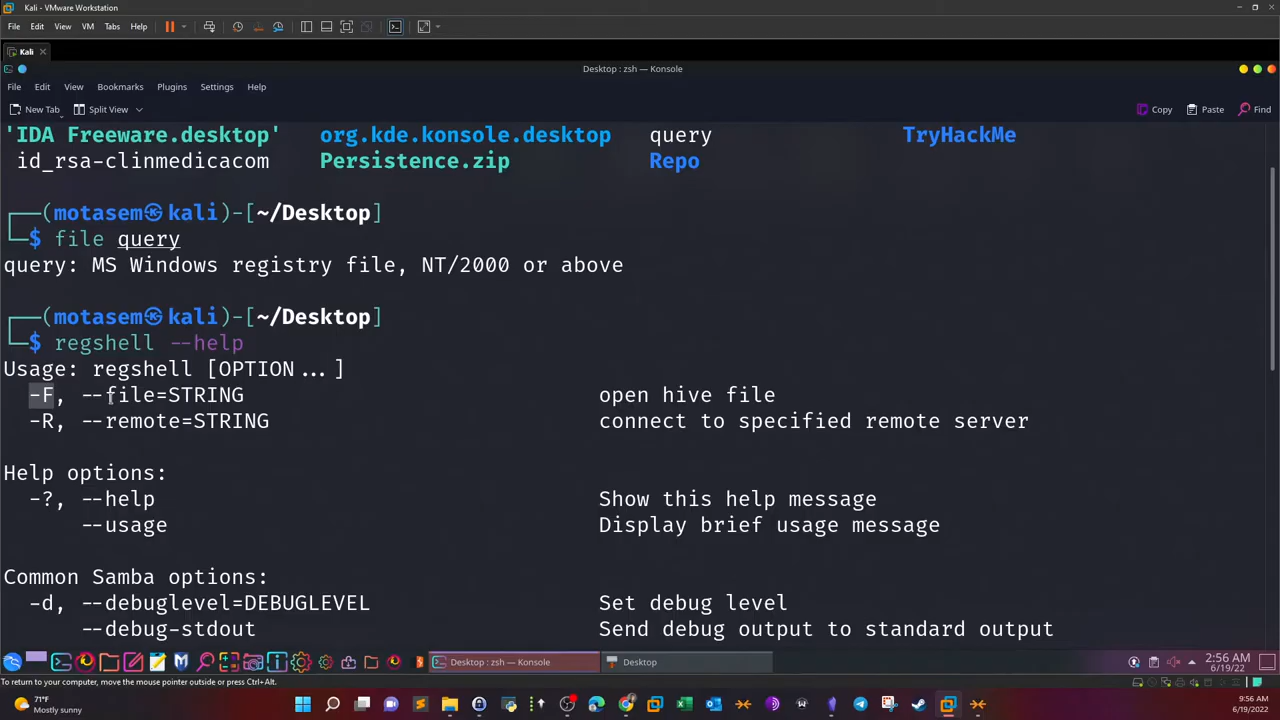 Kali - VMware Workstation
File Edit View VM Tabs Help
Kali
Desktop : zsh — Konsole
File Edit View Bookmarks Plugins Settings Help
New Tab Split View Copy Paste Find
'IDA Freeware.desktop' org.kde.konsole.desktop query TryHackMe
id_rsa-clinmedicacom Persistence.zip Repo
(motasem㉿kali)-[~/Desktop]
$ file query
query: MS Windows registry file, NT/2000 or above
(motasem㉿kali)-[~/Desktop]
$ regshell --help
Usage: regshell [OPTION...]
-F, --file=STRING open hive file
-R, --remote=STRING connect to specified remote server
Help options:
-?, --help Show this help message
--usage Display brief usage message
Common Samba options:
-d, --debuglevel=DEBUGLEVEL Set debug level
--debug-stdout Send debug output to standard output
Desktop : zsh — Konsole Desktop 2:56 AM
6/19/22
To return to your computer, move the mouse pointer outside or press Ctrl+Alt.
71°F 9:56 AM
Mostly sunny 6/19/2022